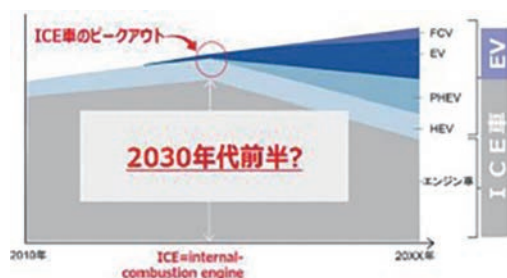 ICE車のピークアウト
FCV
EV
PHEV
HEV
エンジン車
EV
ICE車
2030年代前半?
2010年
20XX年
ICE=internal-
combustion engine